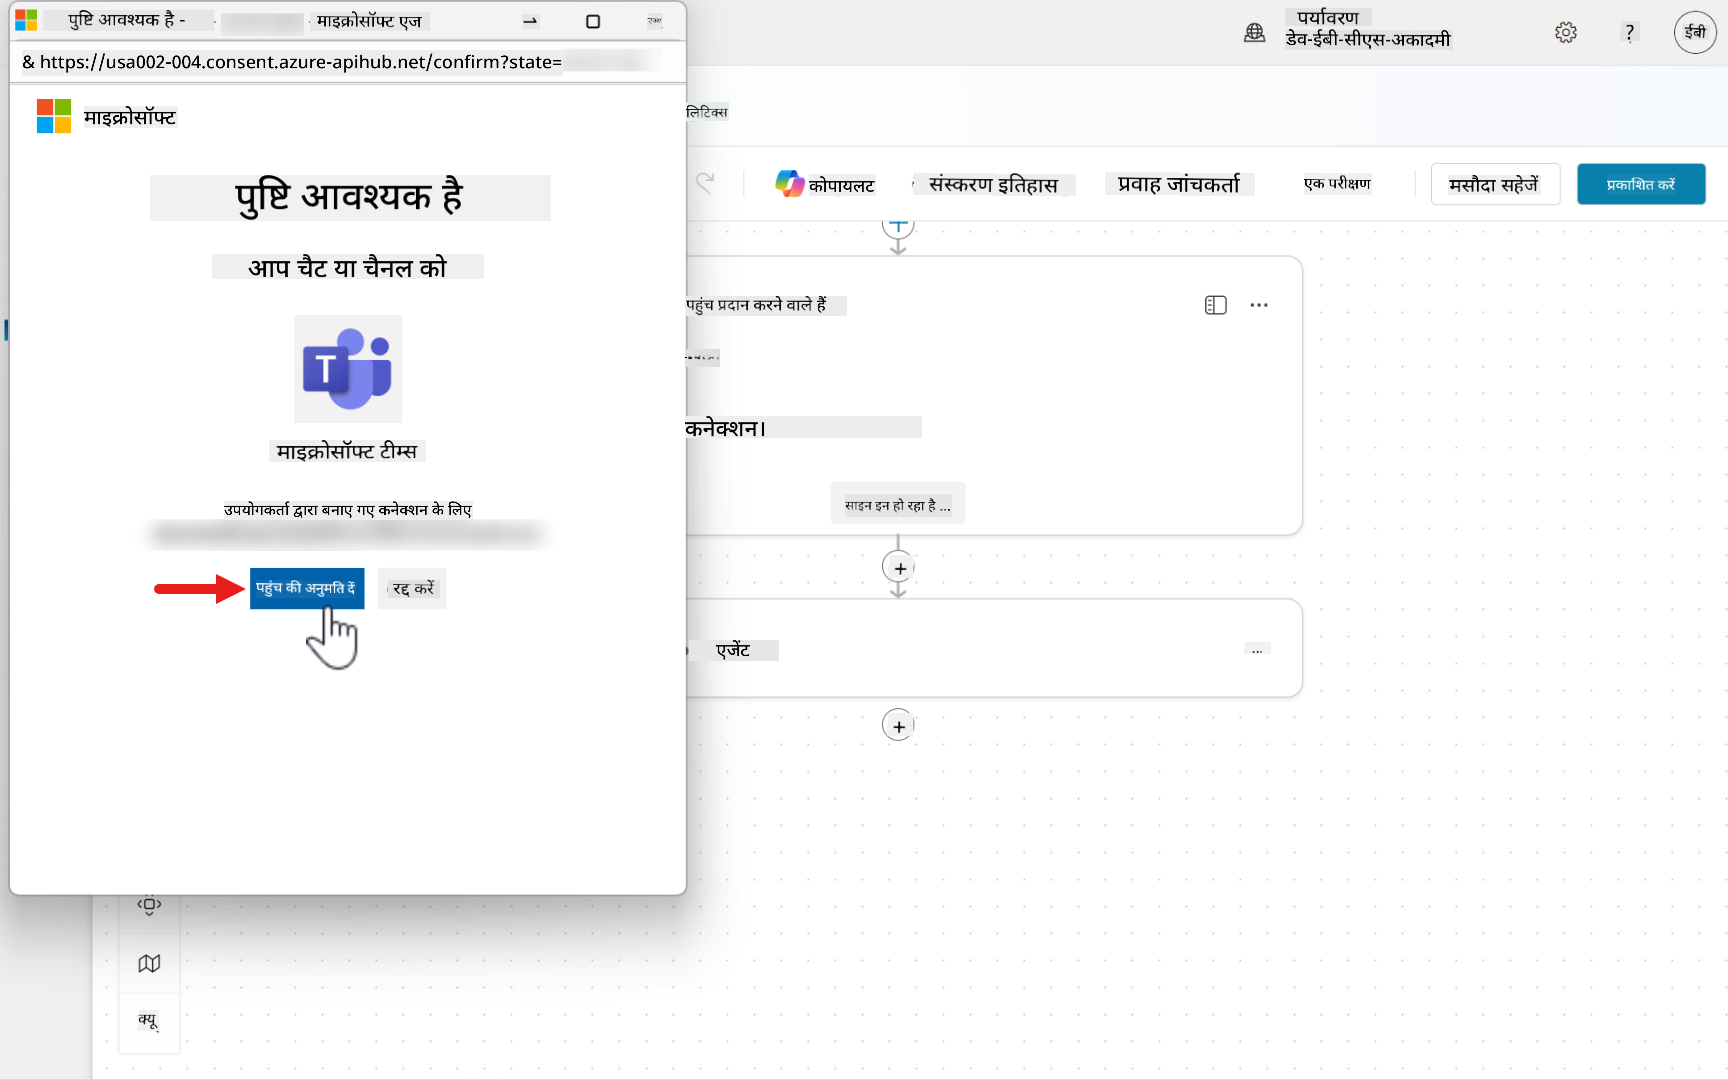 पुष्टि आवश्यक है -
माइक्रोसॉफ्ट एज
& https://usa002-004.consent.azure-apihub.net/confirm?state=
माइक्रोसॉफ्ट
पुष्टि आवश्यक है
आप चैट या चैनल को
माइक्रोसॉफ्ट टीम्स
उपयोगकर्ता द्वारा बनाए गए कनेक्शन के लिए
पहुंच की अनुमति दें
रद्द करें
पर्यावरण
डेव-ईबी-सीएस-अकादमी
?
ईबी
लिटिक्स
कोपायलट
संस्करण इतिहास
प्रवाह जांचकर्ता
एक परीक्षण
मसौदा सहेजें
प्रकाशित करें
पहुंच प्रदान करने वाले हैं
कनेक्शन।
साइन इन हो रहा है ...
एजेंट
...
क्यू